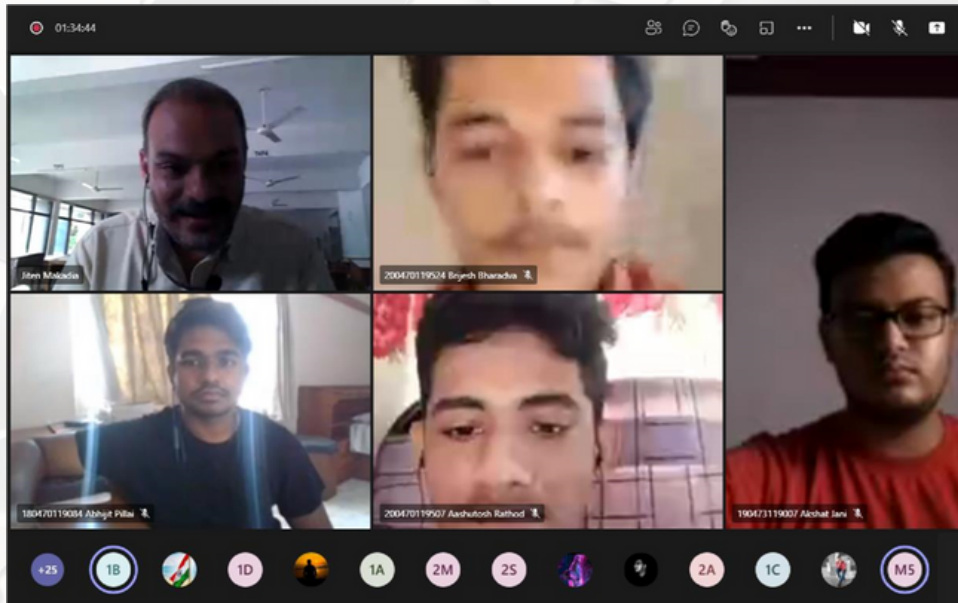 01:34:44
Jiten Makadia
200470119524 Brijesh Bharadva
180470119084 Abhijit Pillai
200470119507 Aashutosh Rathod
190473119007 Akshat Jani
+25 1B 1D 1A 2M 2S 2A 1C M5